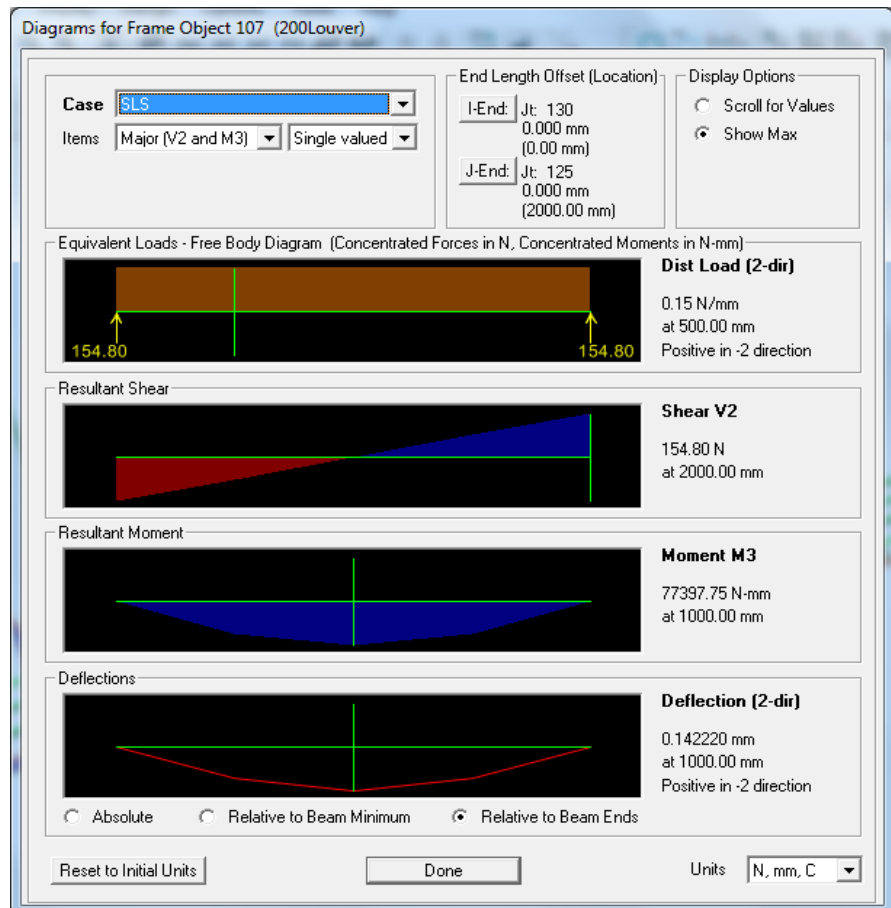 Diagrams for Frame Object 107 (200Louver)
Case SLS
Items Major (V2 and M3) Single valued
End Length Offset (Location)
I-End: Jt: 130
0.000 mm
(0.00 mm)
J-End: Jt: 125
0.000 mm
(2000.00 mm)
Display Options
Scroll for Values
Show Max
Equivalent Loads - Free Body Diagram (Concentrated Forces in N, Concentrated Moments in N-mm)
154.80
154.80
Dist Load (2-dir)
0.15 N/mm
at 500.00 mm
Positive in -2 direction
Resultant Shear
Shear V2
154.80 N
at 2000.00 mm
Resultant Moment
Moment M3
77397.75 N-mm
at 1000.00 mm
Deflections
Deflection (2-dir)
0.142220 mm
at 1000.00 mm
Positive in -2 direction
Absolute Relative to Beam Minimum Relative to Beam Ends
Reset to Initial Units Done Units N, mm, C